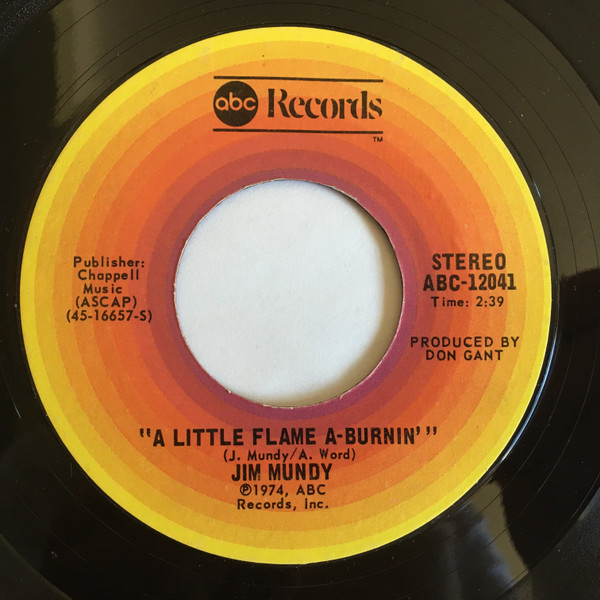 abc Records
TM
Publisher:
Chappell
Music
(ASCAP)
(45-16657-S)
STEREO
ABC-12041
Time: 2:39
PRODUCED BY
DON GANT
"A LITTLE FLAME A-BURNIN'"
(J. Mundy/A. Word)
JIM MUNDY
℗1974, ABC
Records, Inc.